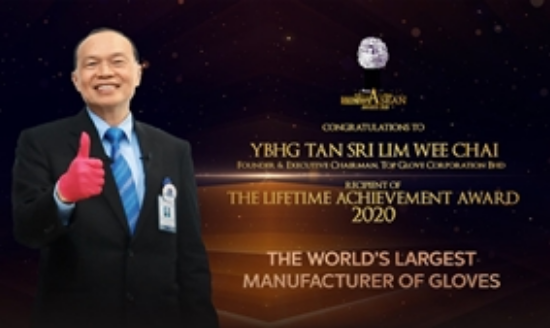 CONGRATULATIONS TO
YBHG TAN SRI LIM WEE CHAI
FOUNDER & EXECUTIVE CHAIRMAN, TOP GLOVE CORPORATION BHD
RECIPIENT OF
THE LIFETIME ACHIEVEMENT AWARD
2020
THE WORLD'S LARGEST
MANUFACTURER OF GLOVES